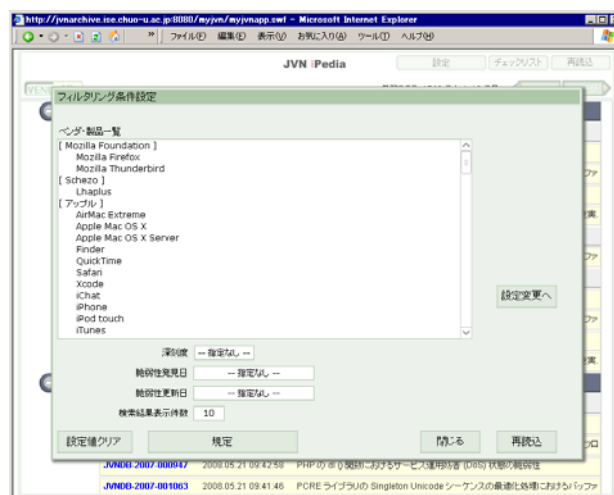 http://jvnarchive.ise.chuo-u.ac.jp:8080/myjvn/myjvnapp.swf - Microsoft Internet Explorer
ファイル(F) 編集(E) 表示(V) お気に入り(A) ツール(T) ヘルプ(H)
JVN iPedia 設定 チェックリスト 再読込
フィルタリング条件設定
ベンダ・製品一覧
[ Mozilla Foundation ]
Mozilla Firefox
Mozilla Thunderbird
[ Schezo ]
Lhaplus
[ アップル ]
AirMac Extreme
Apple Mac OS X
Apple Mac OS X Server
Finder
QuickTime
Safari
Xcode
iChat
iPhone
iPod touch
iTunes
設定変更へ
深刻度 -- 指定なし --
脆弱性発見日 -- 指定なし --
脆弱性更新日 -- 指定なし --
検索結果表示件数 10
設定値クリア 規定 閉じる 再読込
JVNDB-2007-000947 2008.05.21 09:42:58 PHP の dl () 関数におけるサービス運用妨害 (DoS) 状態の脆弱性
JVNDB-2007-001063 2008.05.21 09:41:46 PCRE ライブラリの Singleton Unicode シーケンスの最適化処理におけるバッファ